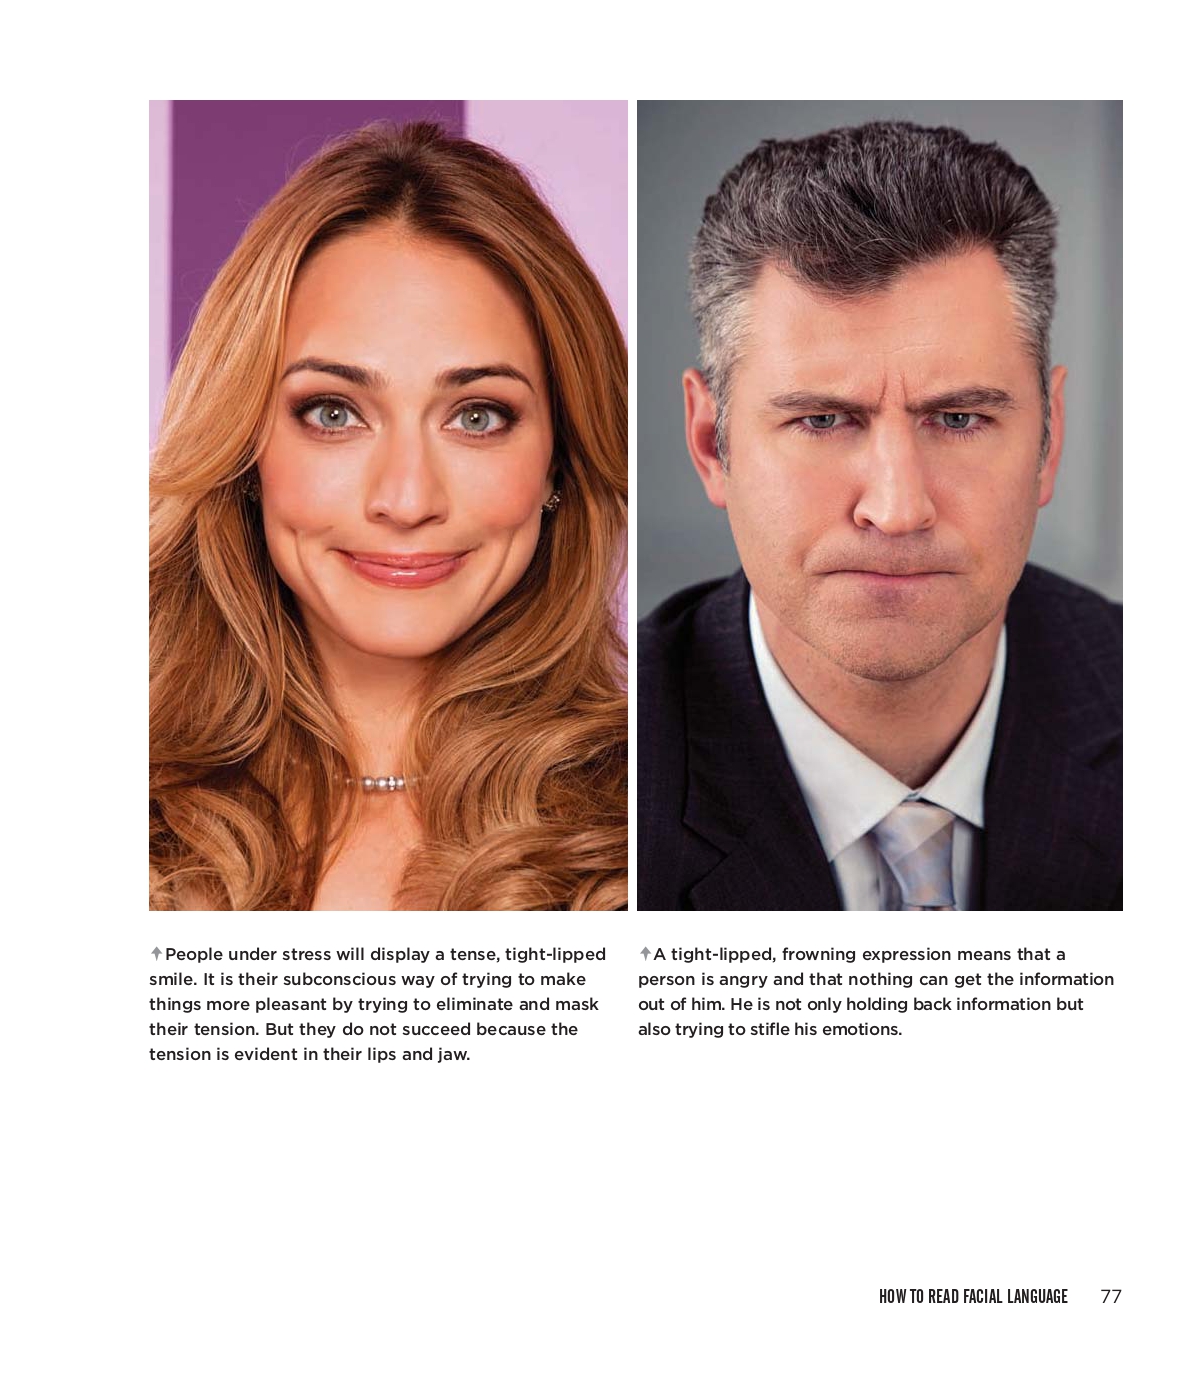 People under stress will display a tense, tight-lipped
smile. It is their subconscious way of trying to make
things more pleasant by trying to eliminate and mask
their tension. But they do not succeed because the
tension is evident in their lips and jaw.
A tight-lipped, frowning expression means that a
person is angry and that nothing can get the information
out of him. He is not only holding back information but
also trying to stifle his emotions.
HOW TO READ FACIAL LANGUAGE 77